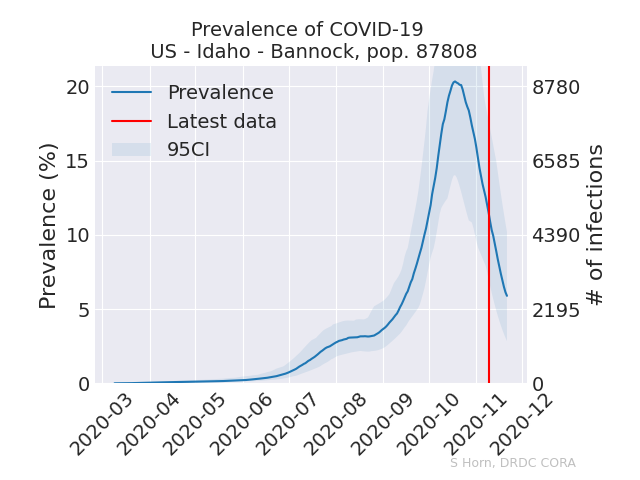 Prevalence of COVID-19
US - Idaho - Bannock, pop. 87808
Prevalence
Latest data
95CI
Prevalence (%)
20
15
10
5
0
8780
6585
4390
2195
0
# of infections
2020-03
2020-04
2020-05
2020-06
2020-07
2020-08
2020-09
2020-10
2020-11
2020-12
S Horn, DRDC CORA